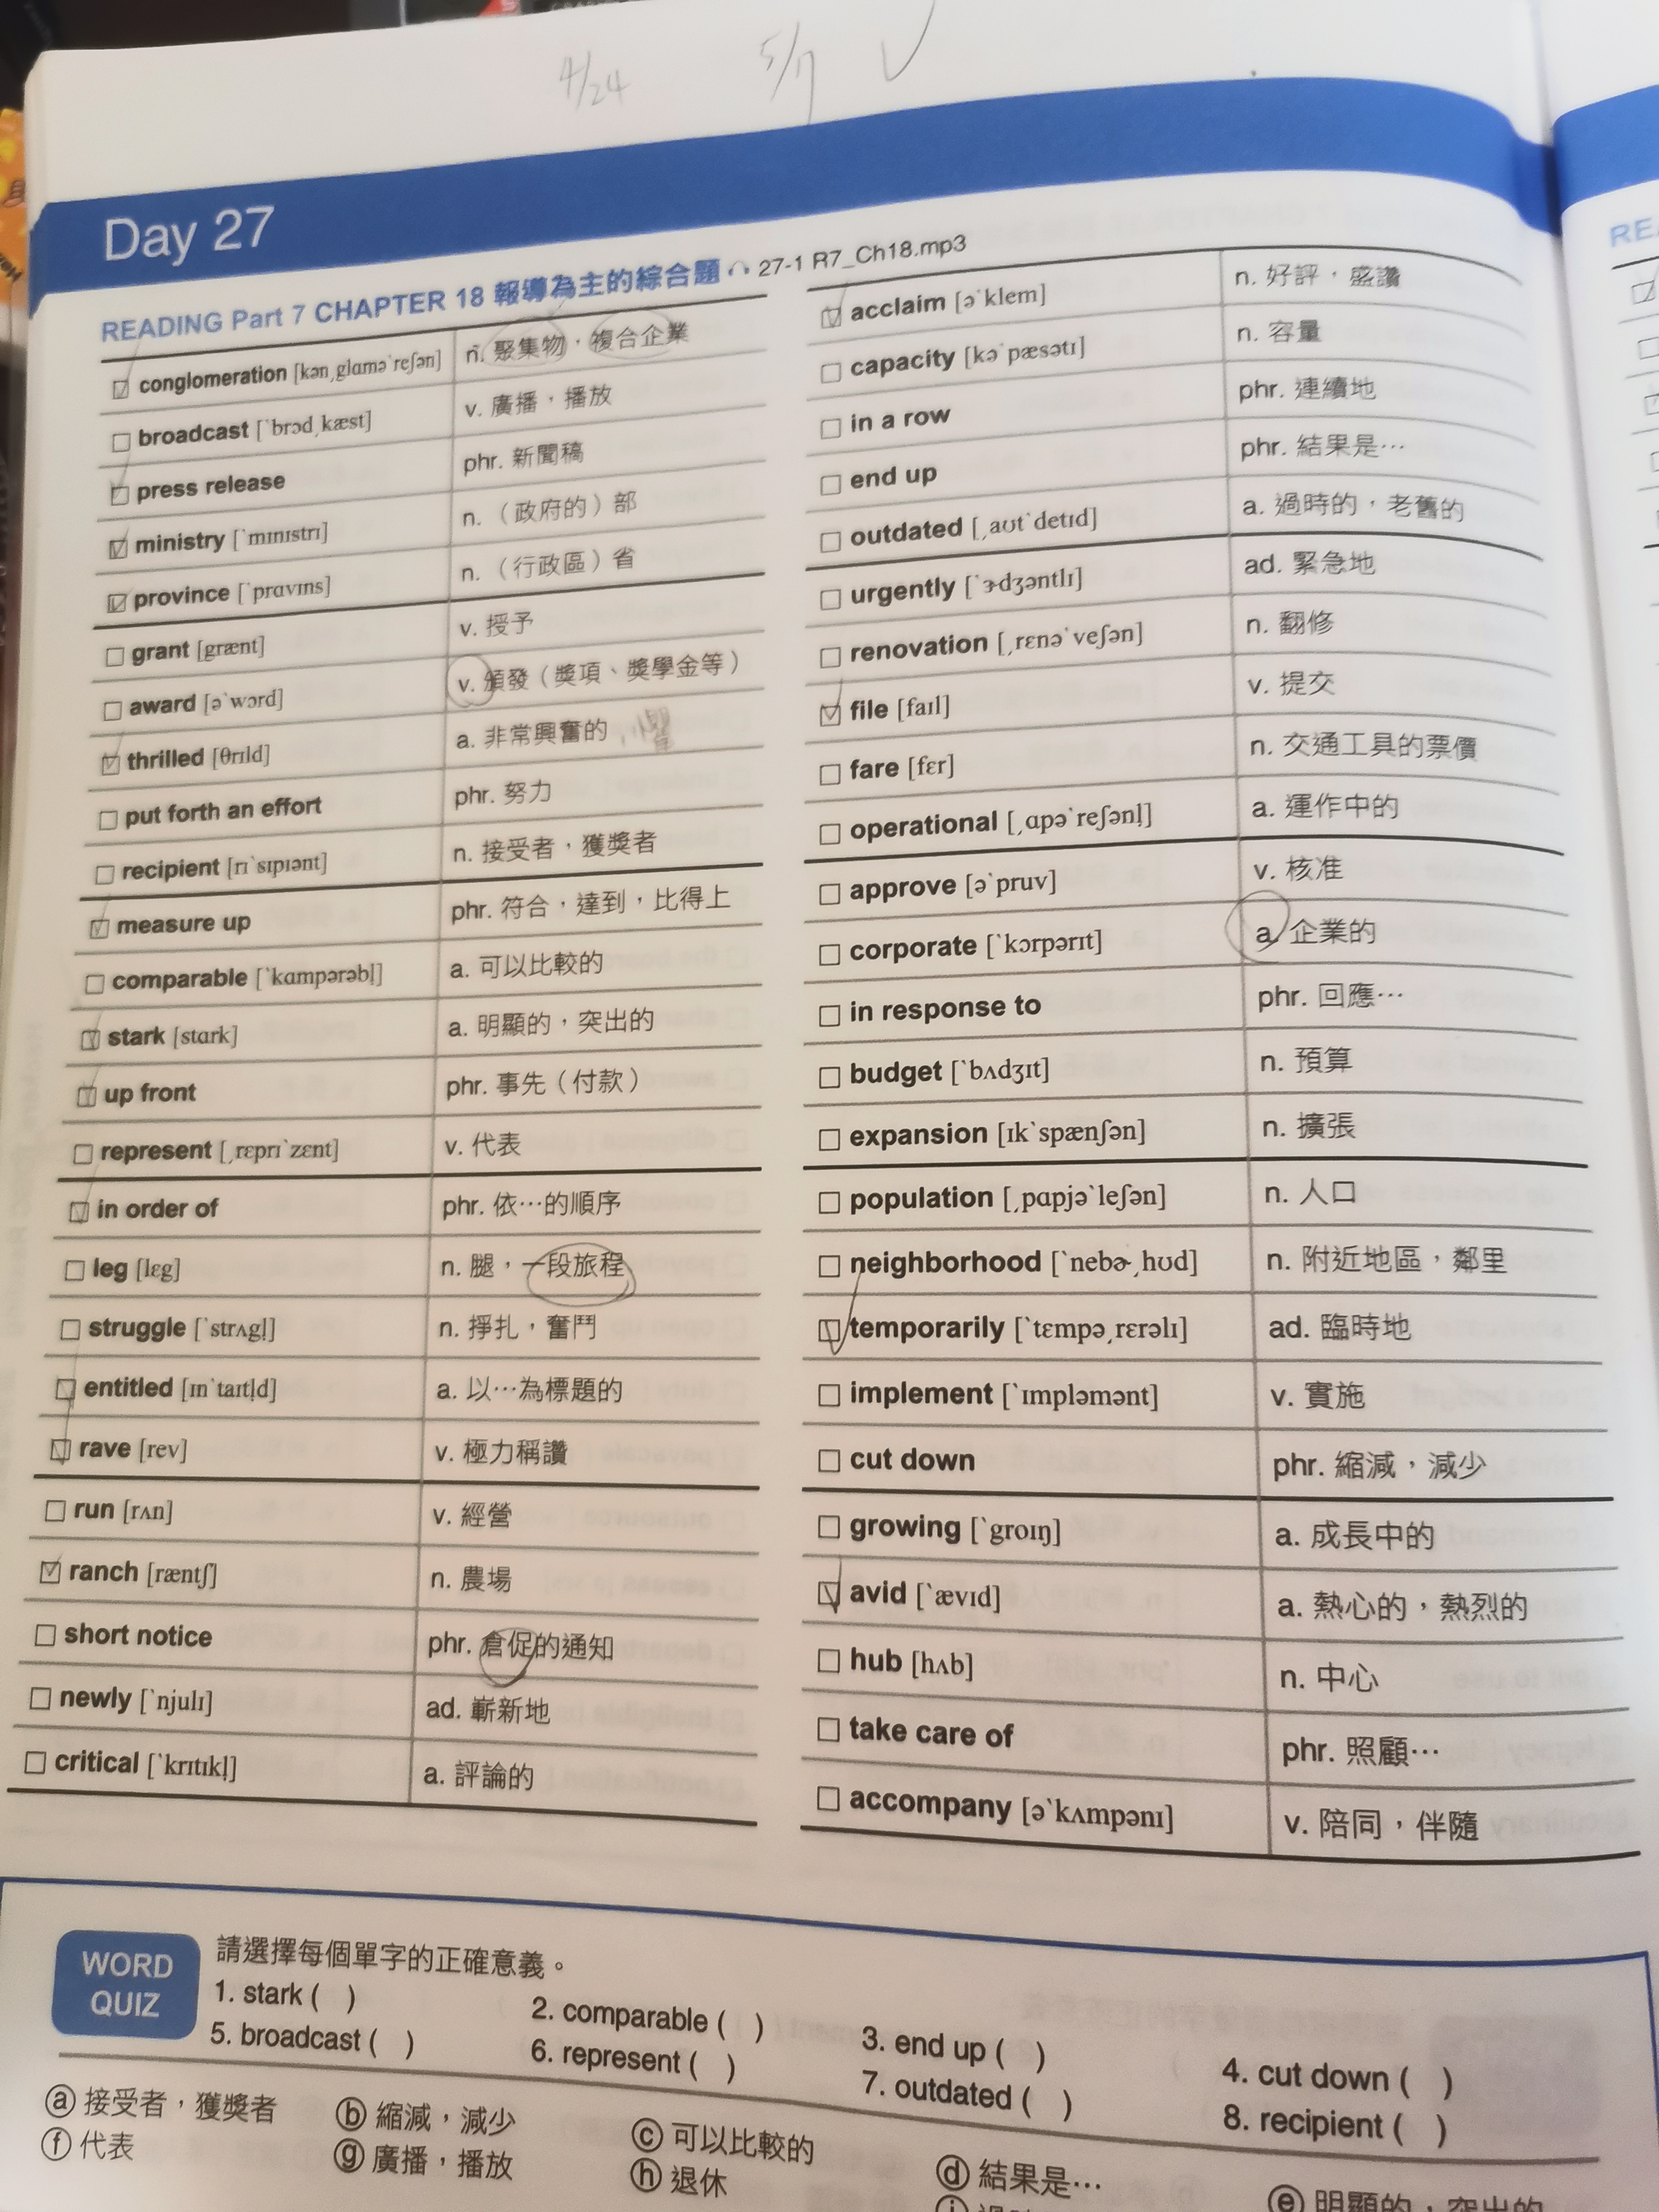 4/24 5/7
Day 27
READING Part 7 CHAPTER 18 報導為主的綜合題 27-1 R7_Ch18.mp3
conglomeration [kən͵glɑmə`reʃən] n. 聚集物，複合企業
broadcast [`brɔd͵kæst] v. 廣播，播放
press release phr. 新聞稿
ministry [`mɪnɪstrɪ] n.（政府的）部
province [`prɑvɪns] n.（行政區）省
grant [grænt] v. 授予
award [ə`wɔrd] v. 頒發（獎項、獎學金等）
thrilled [θrɪld] a. 非常興奮的
put forth an effort phr. 努力
recipient [rɪ`sɪpɪənt] n. 接受者，獲獎者
measure up phr. 符合，達到，比得上
comparable [`kɑmpərəbḷ] a. 可以比較的
stark [stɑrk] a. 明顯的，突出的
up front phr. 事先（付款）
represent [͵rɛprɪ`zɛnt] v. 代表
in order of phr. 依…的順序
leg [lɛg] n. 腿，一段旅程
struggle [`strʌgḷ] n. 掙扎，奮鬥
entitled [ɪn`taɪtḷd] a. 以…為標題的
rave [rev] v. 極力稱讚
run [rʌn] v. 經營
ranch [ræntʃ] n. 農場
short notice phr. 倉促的通知
newly [`njulɪ] ad. 嶄新地
critical [`krɪtɪkḷ] a. 評論的
acclaim [ə`klem] n. 好評，盛讚
capacity [kə`pæsətɪ] n. 容量
in a row phr. 連續地
end up phr. 結果是…
outdated [͵aʊt`detɪd] a. 過時的，老舊的
urgently [`ɝdʒəntlɪ] ad. 緊急地
renovation [͵rɛnə`veʃən] n. 翻修
file [faɪl] v. 提交
fare [fɛr] n. 交通工具的票價
operational [͵ɑpə`reʃənḷ] a. 運作中的
approve [ə`pruv] v. 核准
corporate [`kɔrpərɪt] a. 企業的
in response to phr. 回應…
budget [`bʌdʒɪt] n. 預算
expansion [ɪk`spænʃən] n. 擴張
population [͵pɑpjə`leʃən] n. 人口
neighborhood [`nebɚ͵hʊd] n. 附近地區，鄰里
temporarily [`tɛmpə͵rɛrəlɪ] ad. 臨時地
implement [`ɪmpləmənt] v. 實施
cut down phr. 縮減，減少
growing [`groɪŋ] a. 成長中的
avid [`ævɪd] a. 熱心的，熱烈的
hub [hʌb] n. 中心
take care of phr. 照顧…
accompany [ə`kʌmpənɪ] v. 陪同，伴隨
WORD QUIZ
請選擇每個單字的正確意義。
1. stark ( ) 2. comparable ( ) 3. end up ( ) 4. cut down ( )
5. broadcast ( ) 6. represent ( ) 7. outdated ( ) 8. recipient ( )
ⓐ 接受者，獲獎者 ⓑ 縮減，減少 ⓒ 可以比較的 ⓓ 結果是… ⓔ 明顯的，突出的
ⓕ 代表 ⓖ 廣播，播放 ⓗ 退休